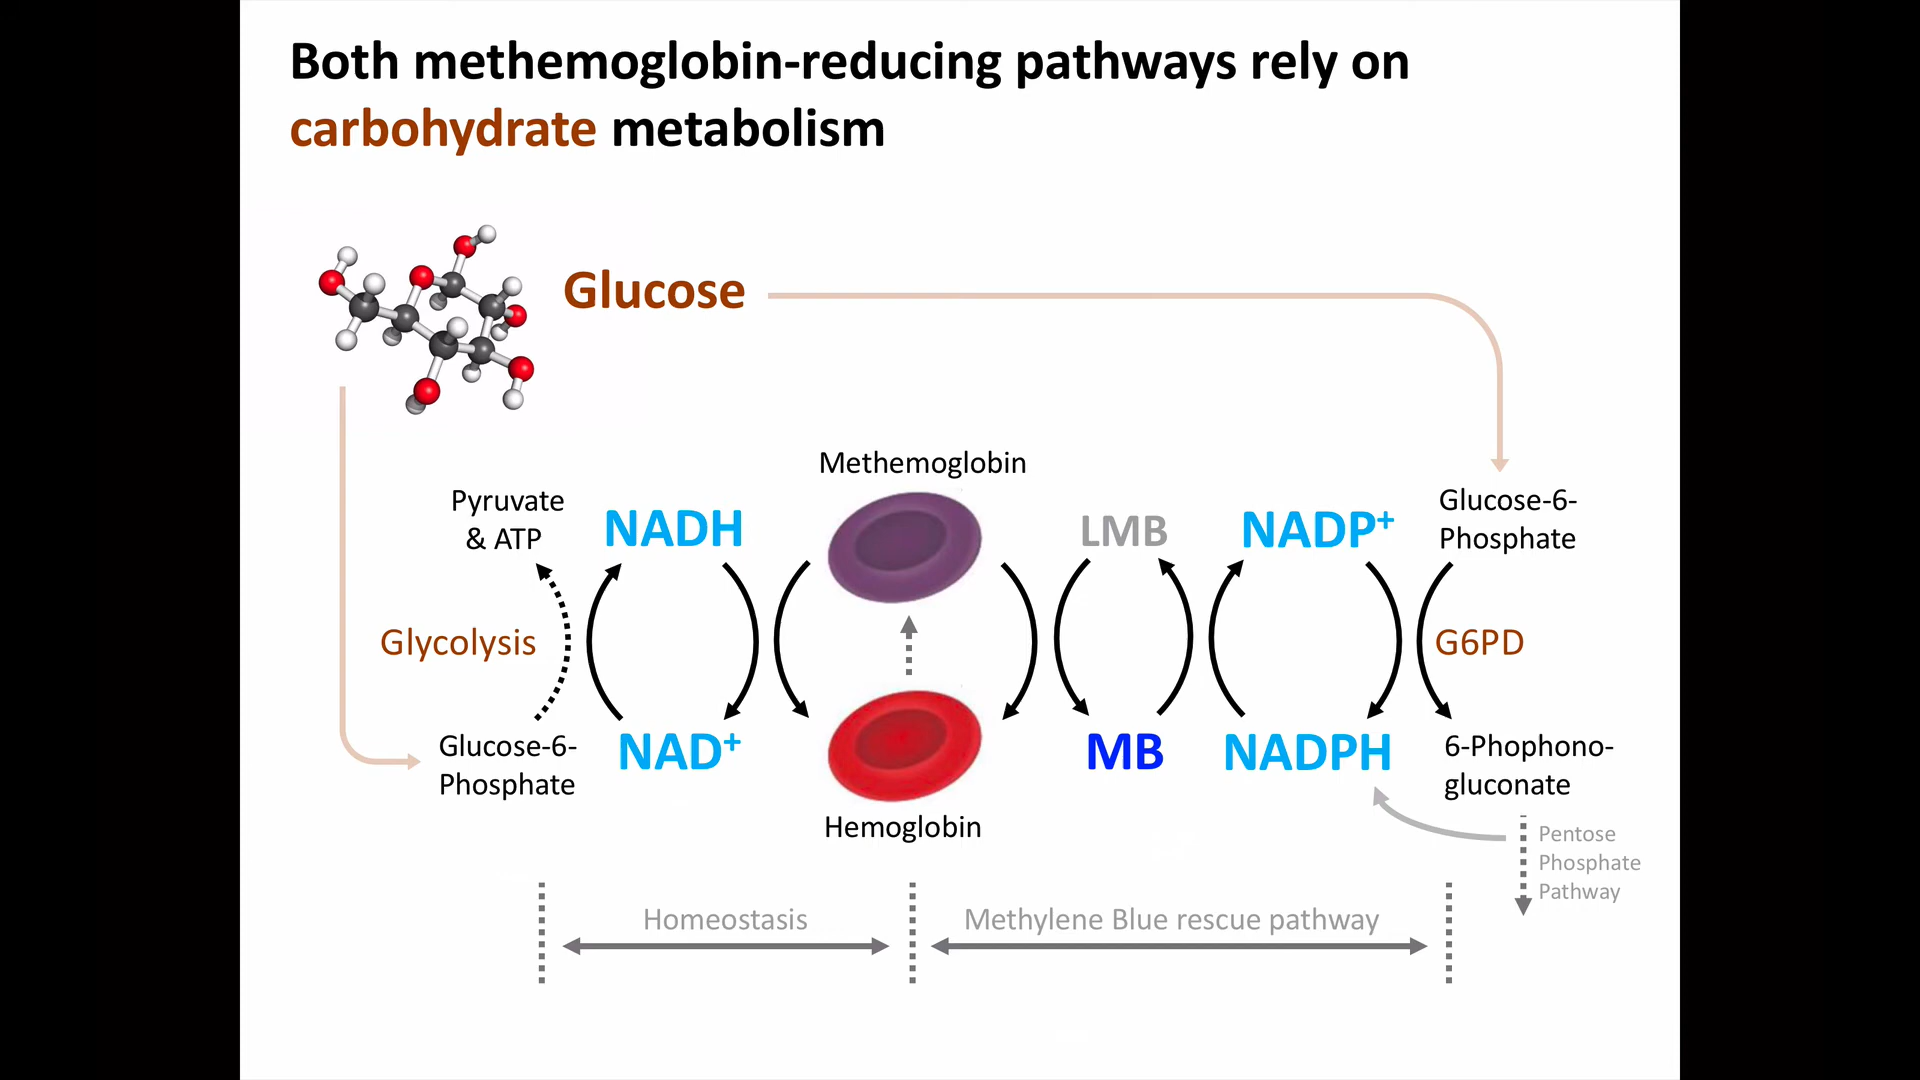 Both methemoglobin-reducing pathways rely on
carbohydrate metabolism
Glucose
Methemoglobin
Pyruvate
& ATP
NADH
LMB
NADP+
Glucose-6-
Phosphate
Glycolysis
G6PD
Glucose-6-
Phosphate
NAD+
MB
NADPH
6-Phophono-
gluconate
Hemoglobin
Pentose
Phosphate
Pathway
Homeostasis
Methylene Blue rescue pathway